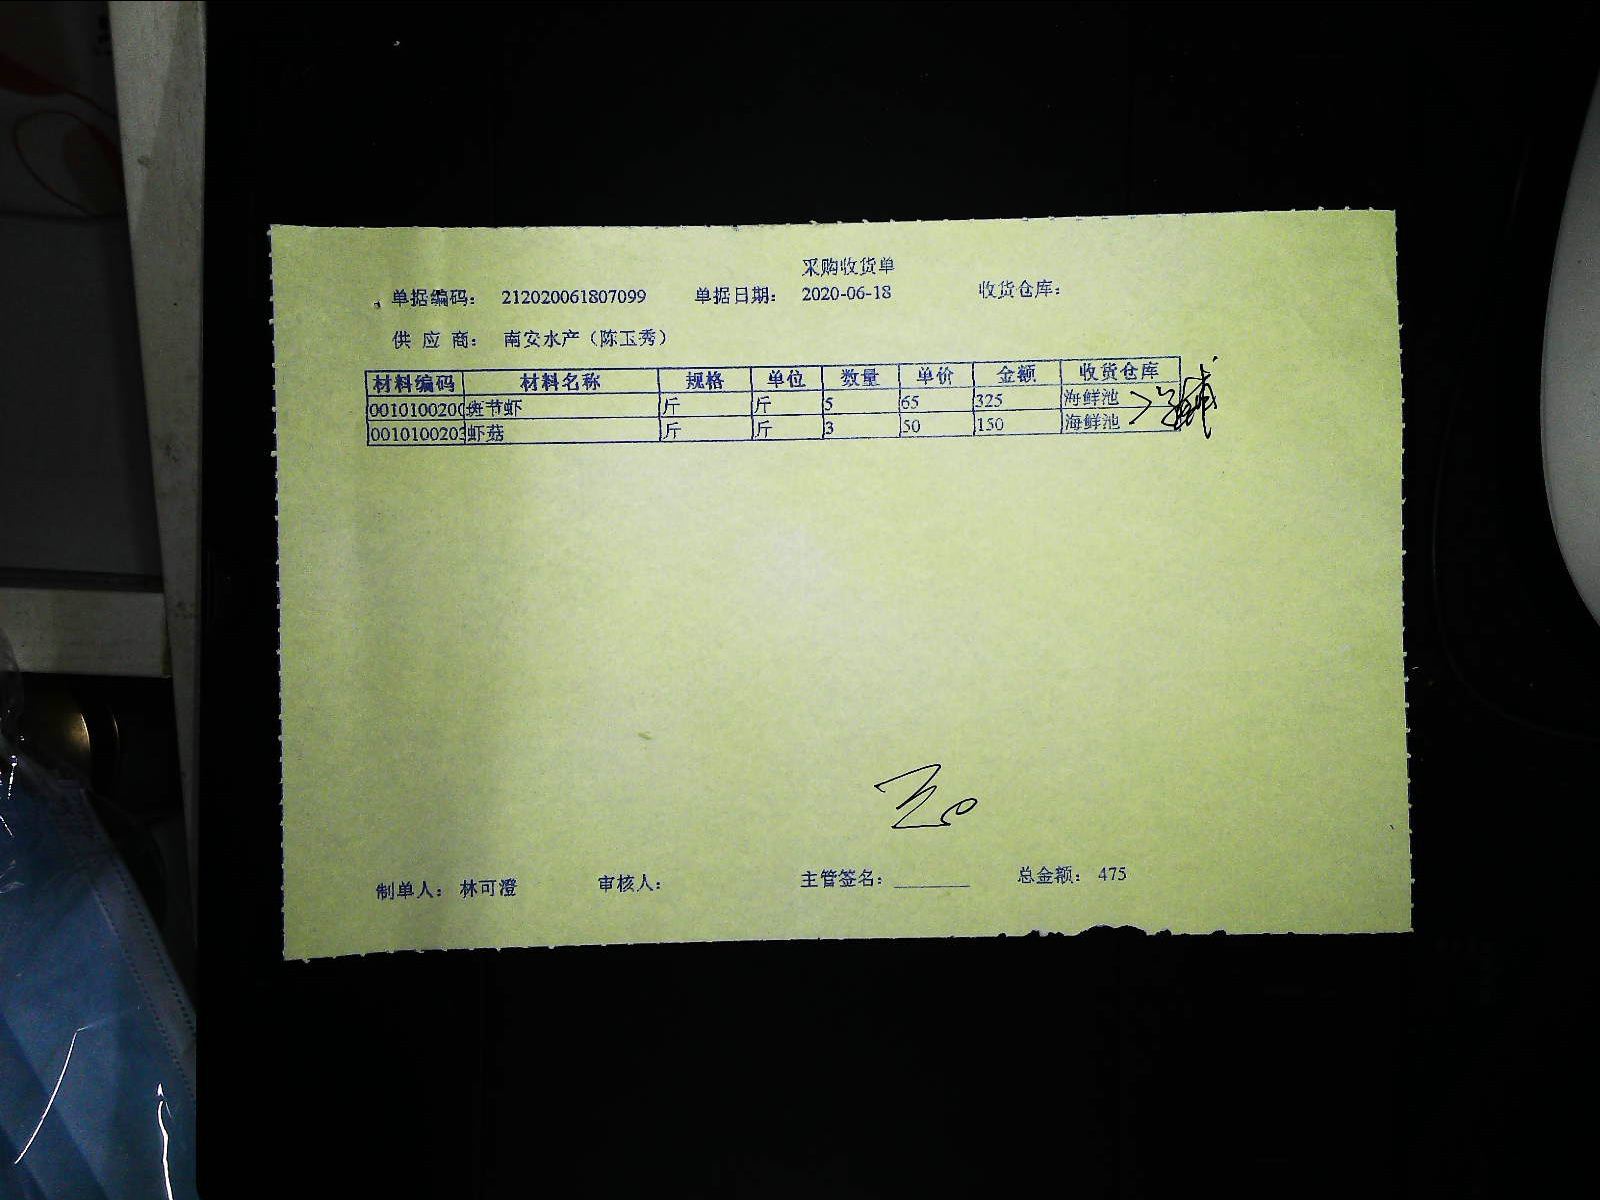 采购收货单
单据编码: 212020061807099 单据日期: 2020-06-18 收货仓库:
供 应 商: 南安水产（陈玉秀）
材料编码 材料名称 规格 单位 数量 单价 金额 收货仓库
0010100200 斑节虾 斤 斤 5 65 325 海鲜池
0010100203 虾菇 斤 斤 3 50 150 海鲜池
制单人: 林可澄 审核人: 主管签名:________ 总金额: 475